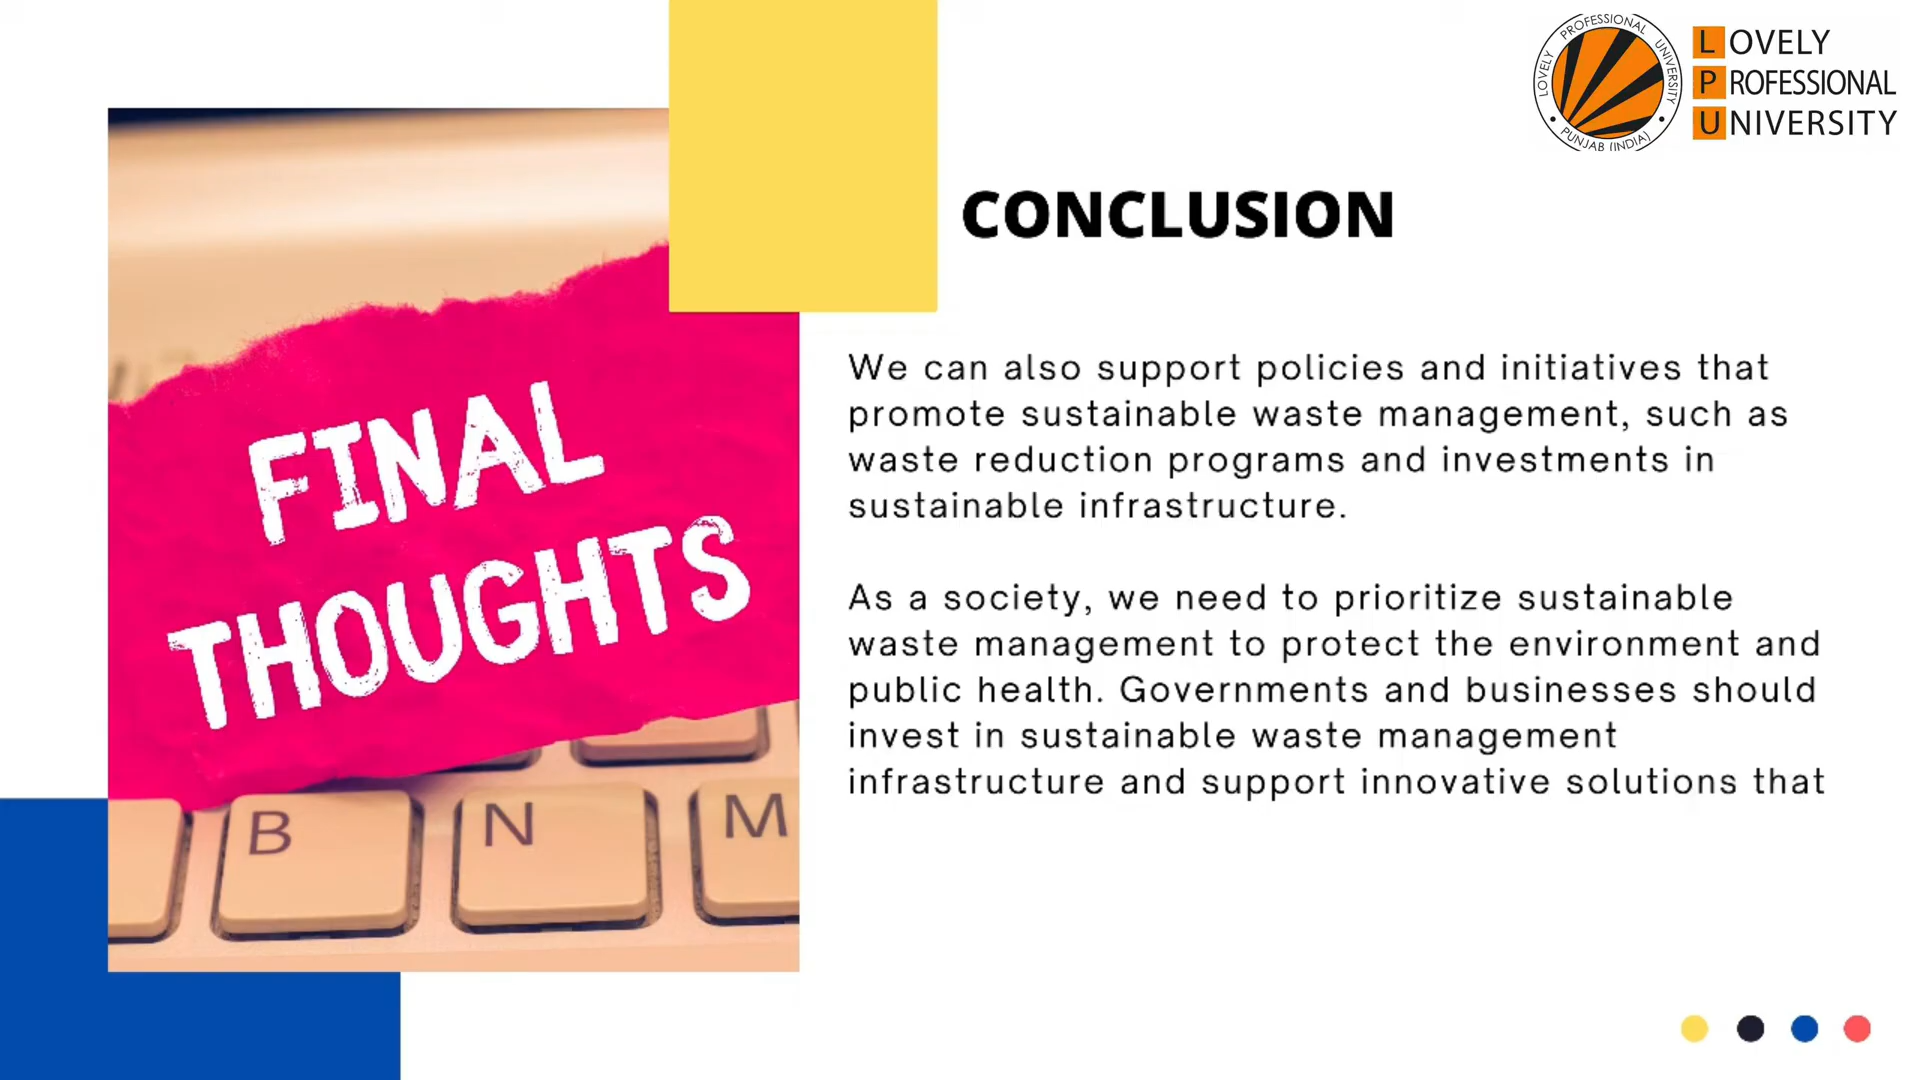 LOVELY PROFESSIONAL UNIVERSITY
PUNJAB (INDIA)
LOVELY
PROFESSIONAL
UNIVERSITY
CONCLUSION
FINAL
THOUGHTS
B N M
We can also support policies and initiatives that
promote sustainable waste management, such as
waste reduction programs and investments in
sustainable infrastructure.
As a society, we need to prioritize sustainable
waste management to protect the environment and
public health. Governments and businesses should
invest in sustainable waste management
infrastructure and support innovative solutions that